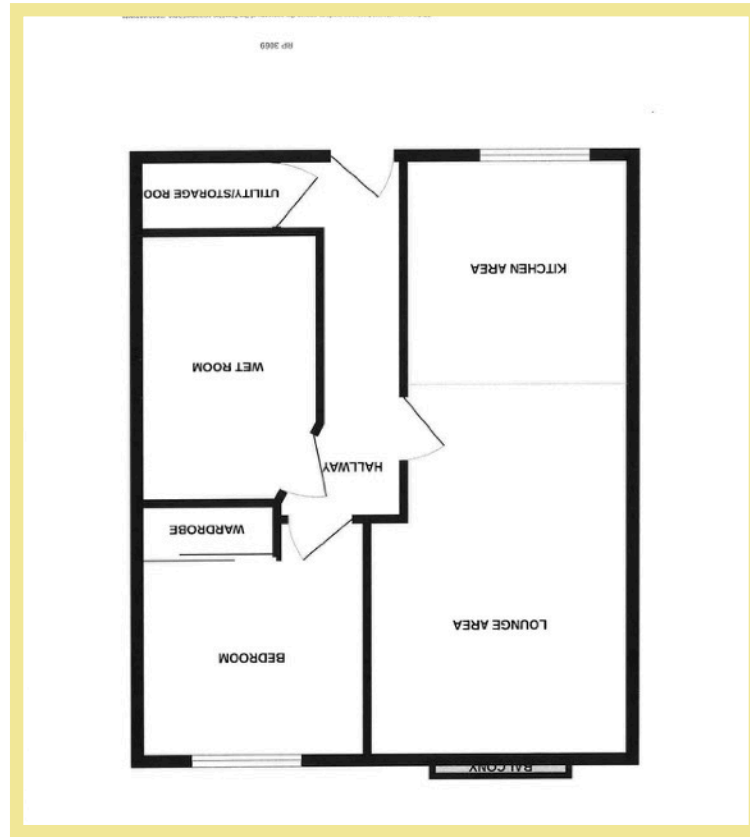 BALCONY
LOUNGE AREA
BEDROOM
WARDROBE
HALLWAY
WET ROOM
KITCHEN AREA
UTILITY/STORAGE ROO
RP 3069